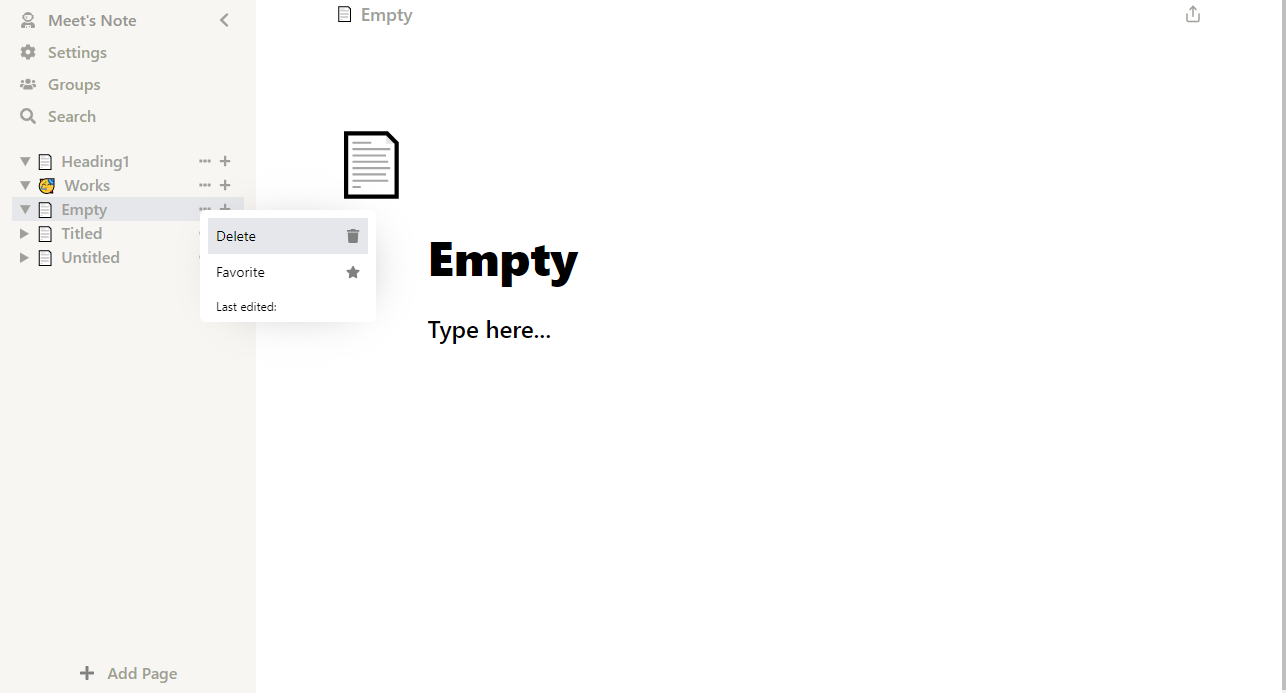 Meet's Note
Settings
Groups
Search
Heading1
Works
Empty
Titled
Untitled
Add Page
Delete
Favorite
Last edited:
Empty
Empty
Type here...